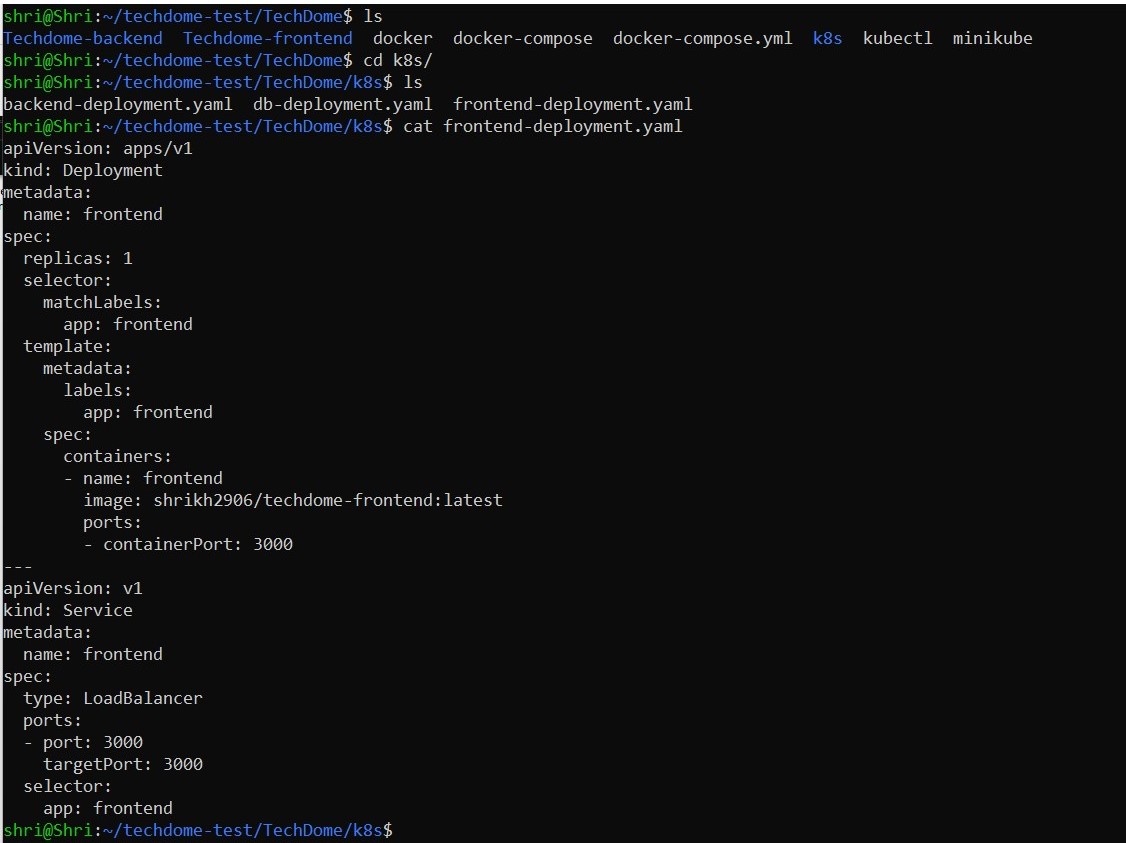 shri@Shri:~/techdome-test/TechDome$ ls
Techdome-backend  Techdome-frontend  docker  docker-compose  docker-compose.yml  k8s  kubectl  minikube
shri@Shri:~/techdome-test/TechDome$ cd k8s/
shri@Shri:~/techdome-test/TechDome/k8s$ ls
backend-deployment.yaml  db-deployment.yaml  frontend-deployment.yaml
shri@Shri:~/techdome-test/TechDome/k8s$ cat frontend-deployment.yaml
apiVersion: apps/v1
kind: Deployment
metadata:
  name: frontend
spec:
  replicas: 1
  selector:
    matchLabels:
      app: frontend
  template:
    metadata:
      labels:
        app: frontend
    spec:
      containers:
      - name: frontend
        image: shrikh2906/techdome-frontend:latest
        ports:
        - containerPort: 3000
---
apiVersion: v1
kind: Service
metadata:
  name: frontend
spec:
  type: LoadBalancer
  ports:
  - port: 3000
    targetPort: 3000
  selector:
    app: frontend
shri@Shri:~/techdome-test/TechDome/k8s$